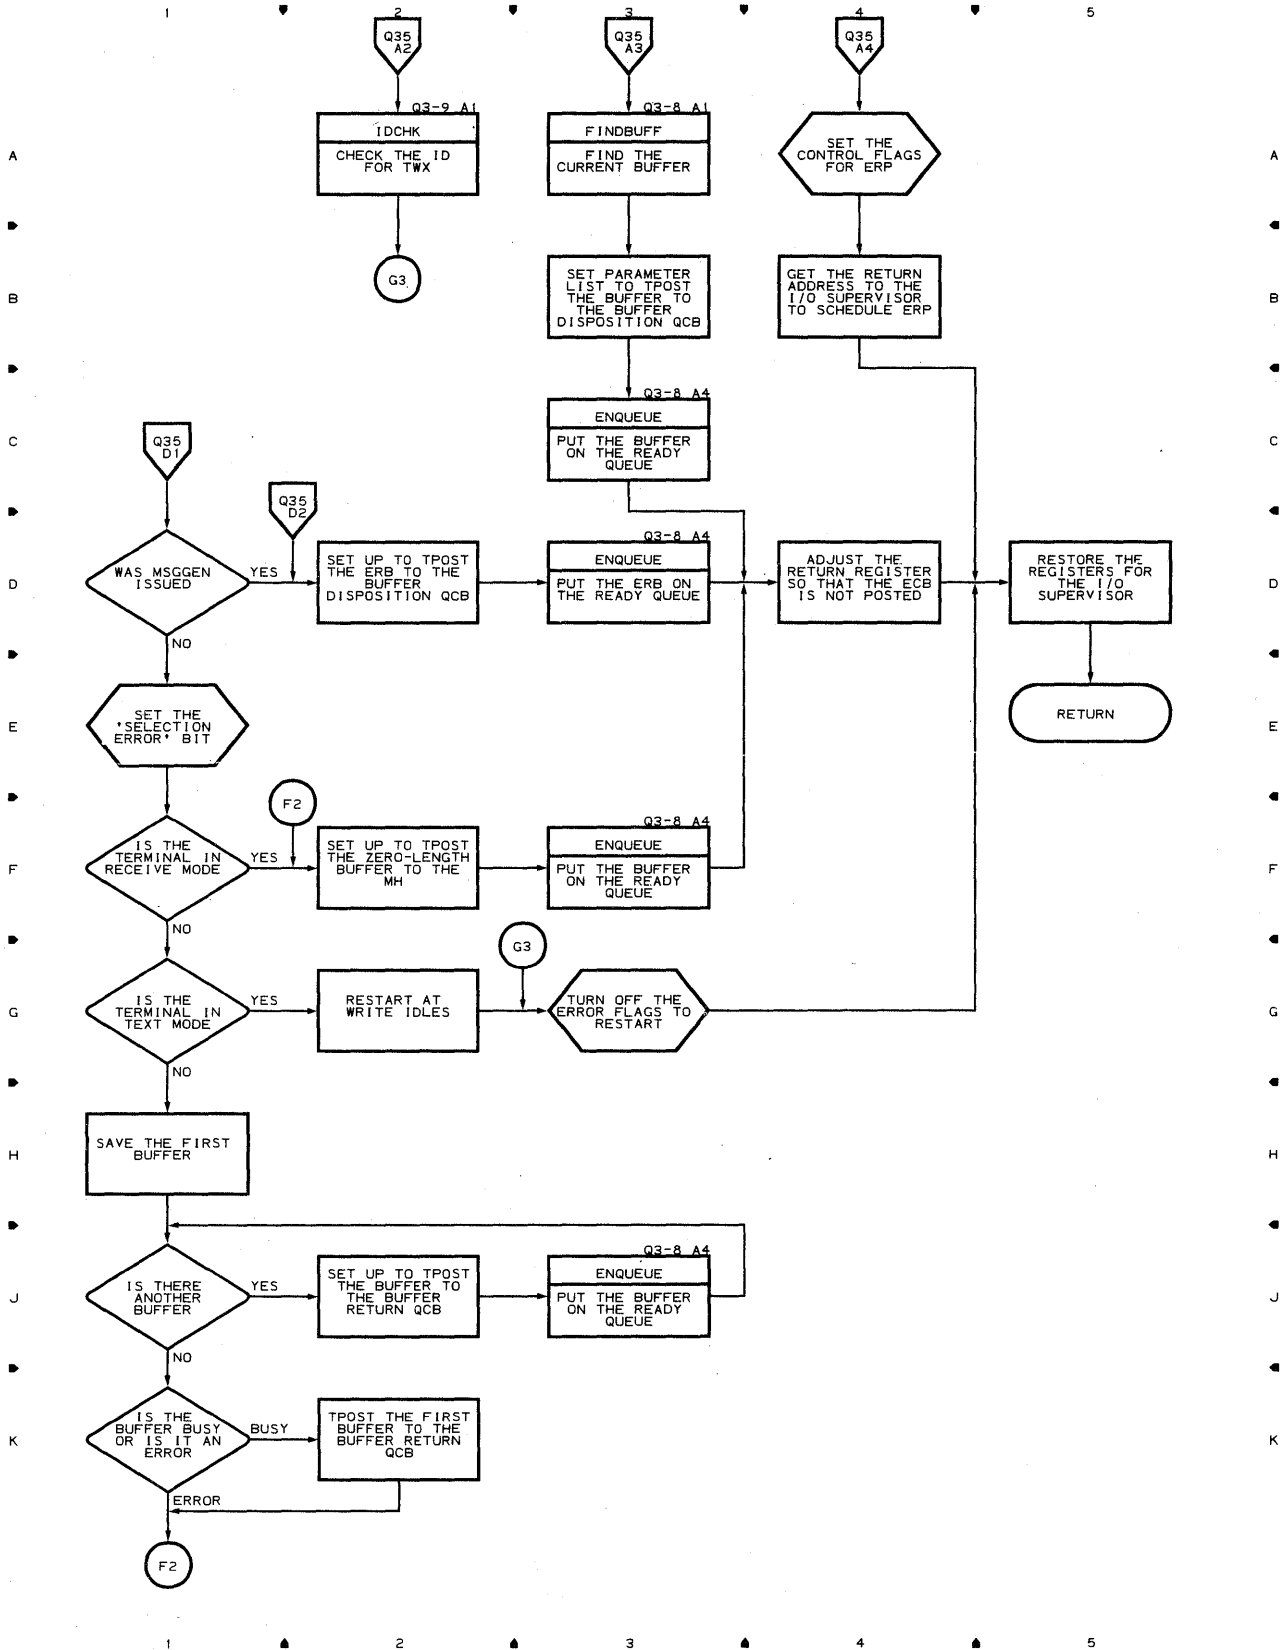 1 2 3 4 5
Q35
A2
Q35
A3
Q35
A4
Q3-9 A1
IDCHK
CHECK THE ID
FOR TWX
Q3-8 A1
FINDBUFF
FIND THE
CURRENT BUFFER
SET THE
CONTROL FLAGS
FOR ERP
A A
G3
SET PARAMETER
LIST TO TPOST
THE BUFFER TO
THE BUFFER
DISPOSITION QCB
GET THE RETURN
ADDRESS TO THE
I/O SUPERVISOR
TO SCHEDULE ERP
B B
Q3-8 A4
ENQUEUE
PUT THE BUFFER
ON THE READY
QUEUE
C C
Q35
D1
Q35
D2
WAS MSGGEN
ISSUED
YES
NO
SET UP TO TPOST
THE ERB TO THE
BUFFER
DISPOSITION QCB
Q3-8 A4
ENQUEUE
PUT THE ERB ON
THE READY QUEUE
ADJUST THE
RETURN REGISTER
SO THAT THE ECB
IS NOT POSTED
RESTORE THE
REGISTERS FOR
THE I/O
SUPERVISOR
D D
SET THE
'SELECTION
ERROR' BIT
RETURN
E E
F2
IS THE
TERMINAL IN
RECEIVE MODE
YES
NO
SET UP TO TPOST
THE ZERO-LENGTH
BUFFER TO THE
MH
Q3-8 A4
ENQUEUE
PUT THE BUFFER
ON THE READY
QUEUE
F F
G3
IS THE
TERMINAL IN
TEXT MODE
YES
NO
RESTART AT
WRITE IDLES
TURN OFF THE
ERROR FLAGS TO
RESTART
G G
SAVE THE FIRST
BUFFER
H H
IS THERE
ANOTHER
BUFFER
YES
NO
SET UP TO TPOST
THE BUFFER TO
THE BUFFER
RETURN QCB
Q3-8 A4
ENQUEUE
PUT THE BUFFER
ON THE READY
QUEUE
J J
IS THE
BUFFER BUSY
OR IS IT AN
ERROR
BUSY
ERROR
TPOST THE FIRST
BUFFER TO THE
BUFFER RETURN
QCB
K K
F2
1 2 3 4 5